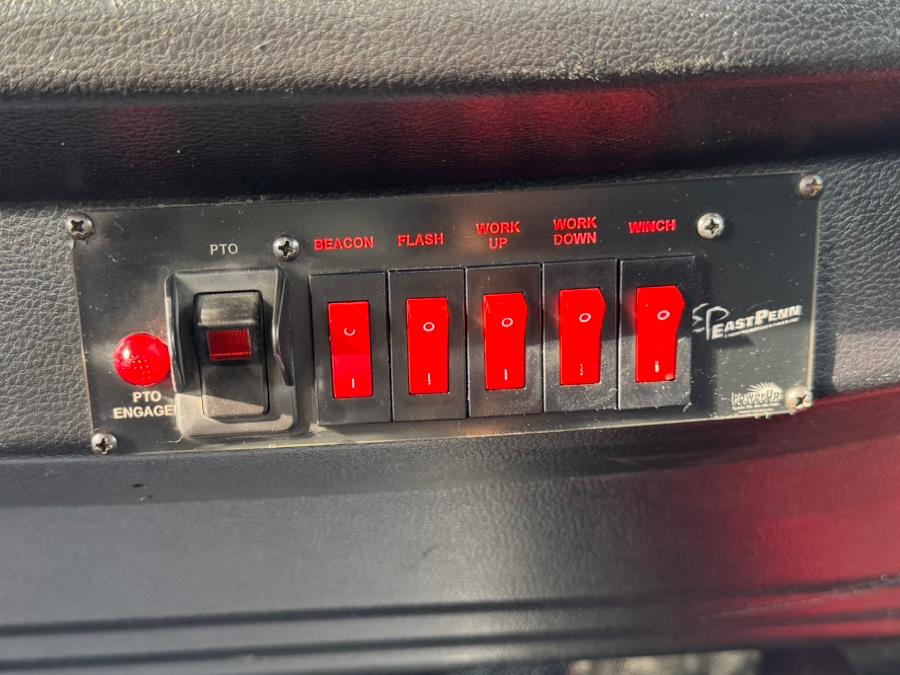 PTO
BEACON
FLASH
WORK
UP
WORK
DOWN
WINCH
PTO
ENGAGE
EASTPENN